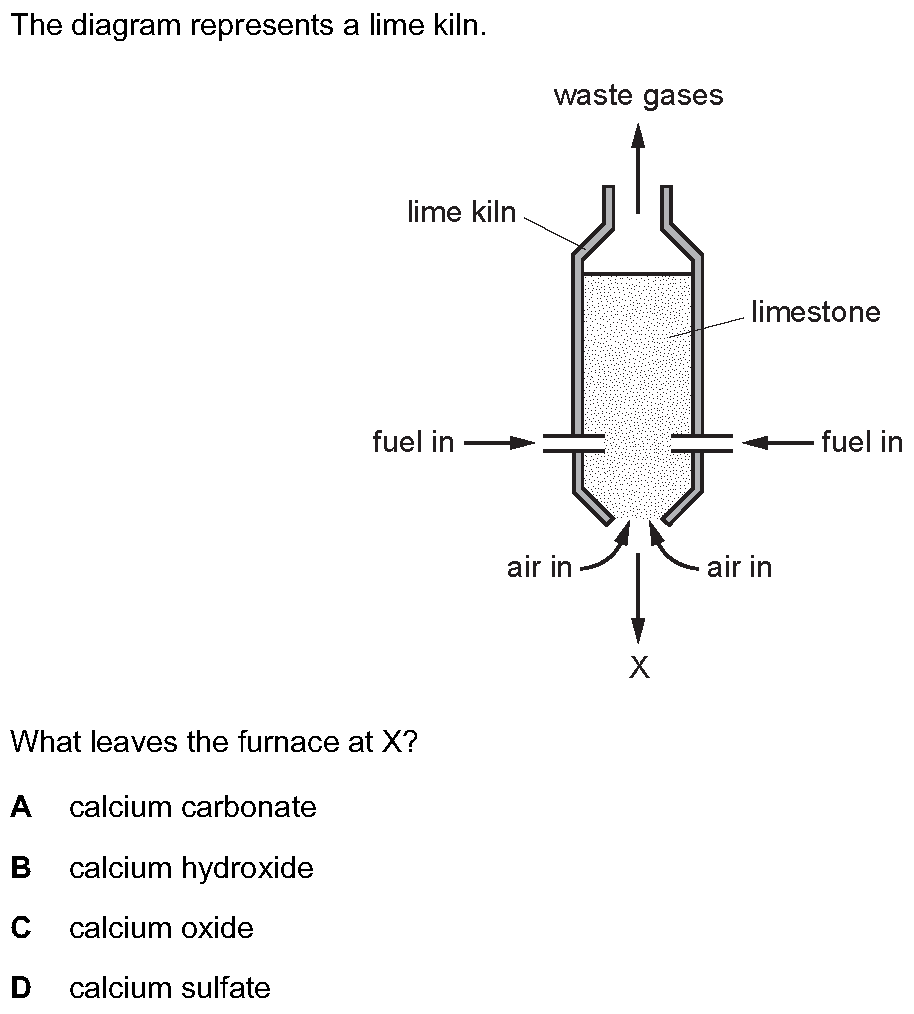 The diagram represents a lime kiln.
waste gases
lime kiln
limestone
fuel in
fuel in
air in
air in
X
What leaves the furnace at X?
A calcium carbonate
B calcium hydroxide
C calcium oxide
D calcium sulfate